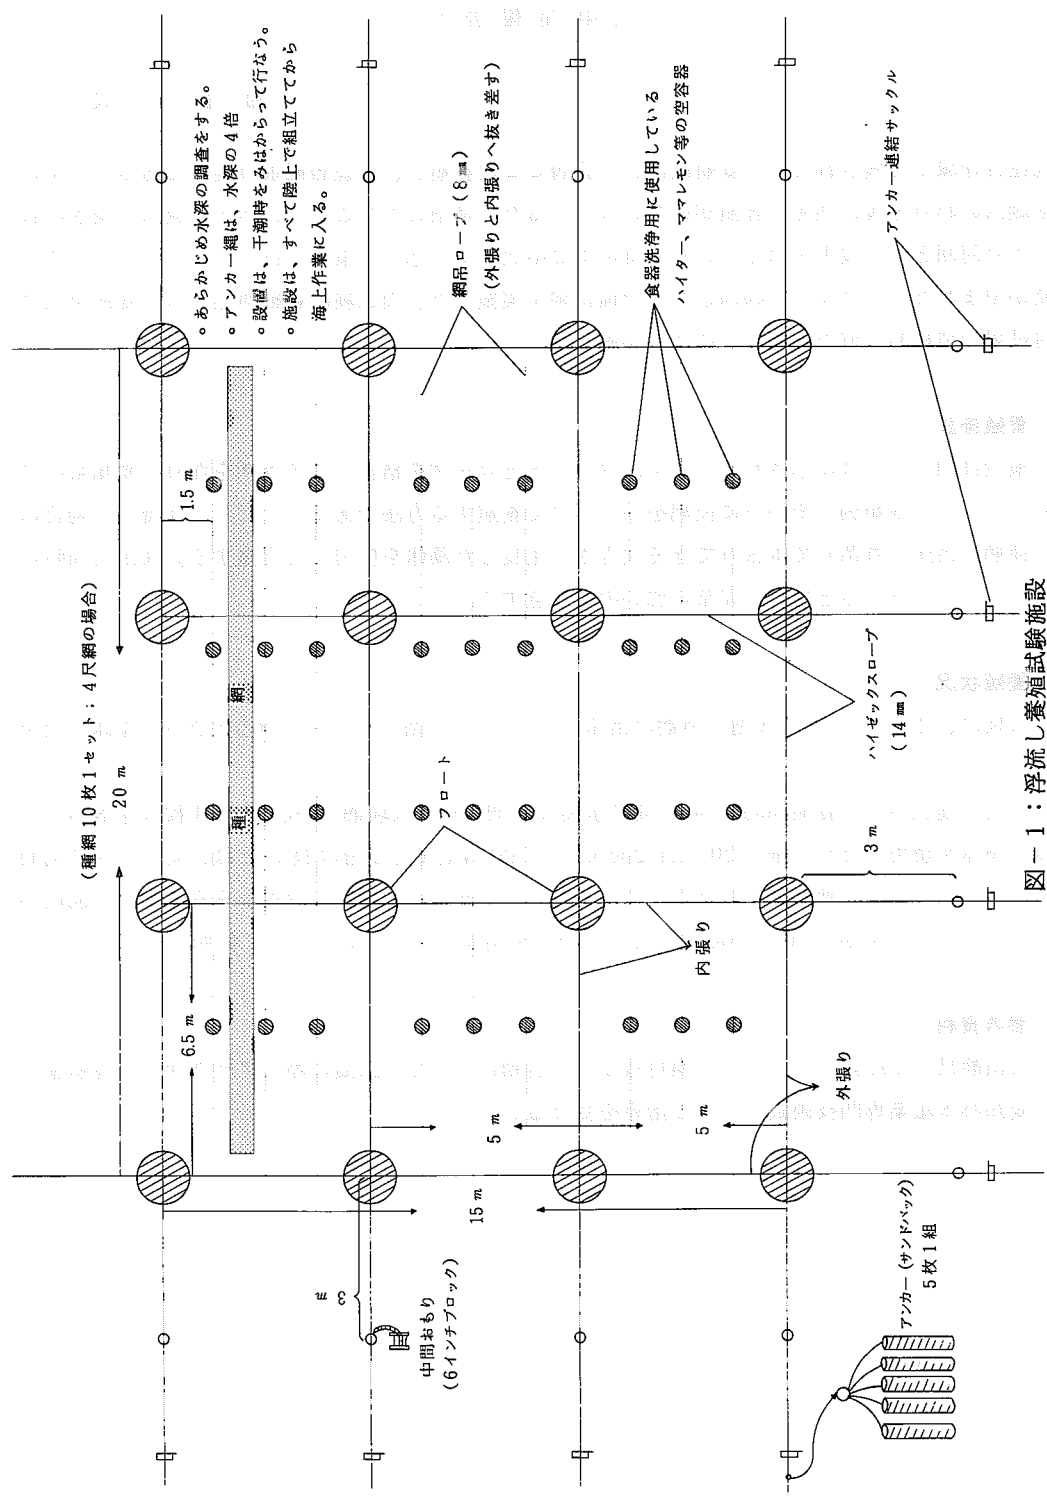 (種網10枚1セット;4尺網の場合)
20 m
6.5 m
1.5 m
種
網
。あらかじめ水深の調査をする。
。アンカー縄は、水深の4倍
。設置は、干潮時をみはからって行なう。
。施設は、すべて陸上で組立ててから
海上作業に入る。
3 m
中間おもり
(6インチブロック)
15 m
5 m
5 m
フロート
網吊ロープ(8㎜)
(外張りと内張りへ抜き差す)
食器洗浄用に使用している
ハイター、ママレモン等の空容器
内張り
外張り
ハイゼックスロープ
(14㎜)
3 m
アンカー連結サックル
アンカー(サンドバック)
5枚1組
図-1:浮流し養殖試験施設